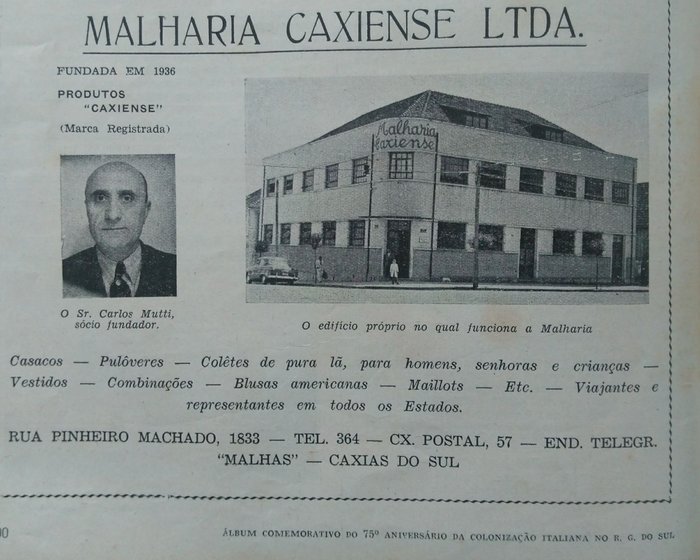 MALHARIA CAXIENSE LTDA.
FUNDADA EM 1936
PRODUTOS
"CAXIENSE"
(Marca Registrada)
Malharia
Caxiense
O Sr. Carlos Mutti,
sócio fundador.
O edificio próprio no qual funciona a Malharia
Casacos — Pulôveres — Colêtes de pura lã, para homens, senhoras e crianças —
Vestidos — Combinações — Blusas americanas — Maillots — Etc. — Viajantes e
representantes em todos os Estados.
RUA PINHEIRO MACHADO, 1833 — TEL. 364 — CX. POSTAL, 57 — END. TELEGR.
"MALHAS" — CAXIAS DO SUL
ÁLBUM COMEMORATIVO DO 75º ANIVERSÁRIO DA COLONIZAÇÃO ITALIANA NO R. G. DO SUL